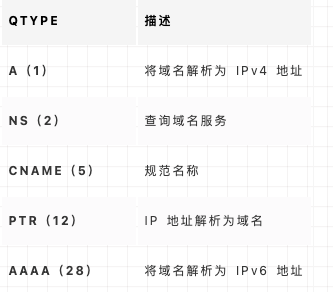 QTYPE 描述
A（1） 将域名解析为 IPv4 地址
NS（2） 查询域名服务
CNAME（5） 规范名称
PTR（12） IP 地址解析为域名
AAAA（28） 将域名解析为 IPv6 地址